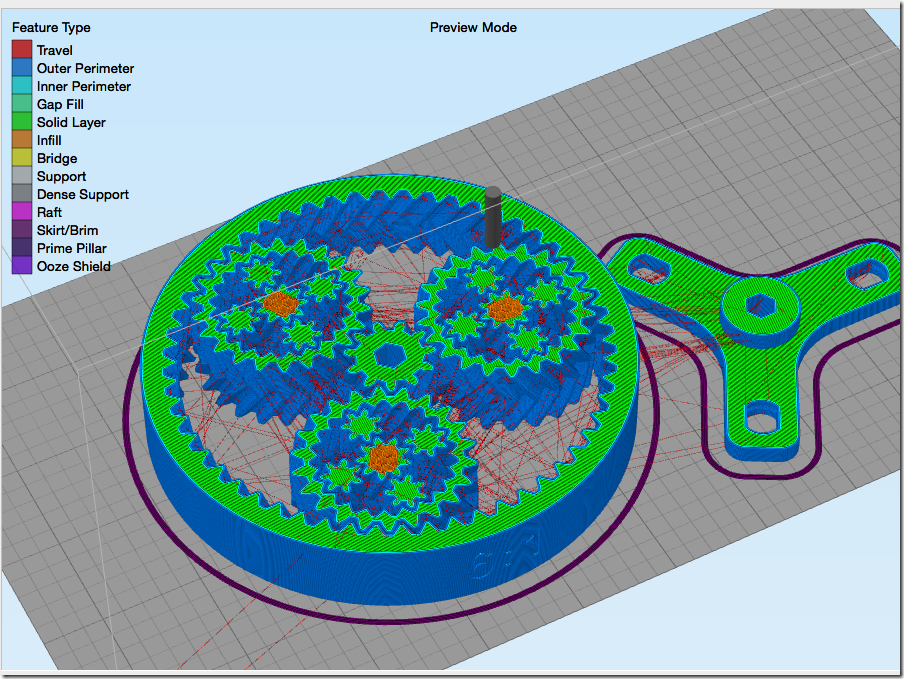 Feature Type
Preview Mode
Travel
Outer Perimeter
Inner Perimeter
Gap Fill
Solid Layer
Infill
Bridge
Support
Dense Support
Raft
Skirt/Brim
Prime Pillar
Ooze Shield